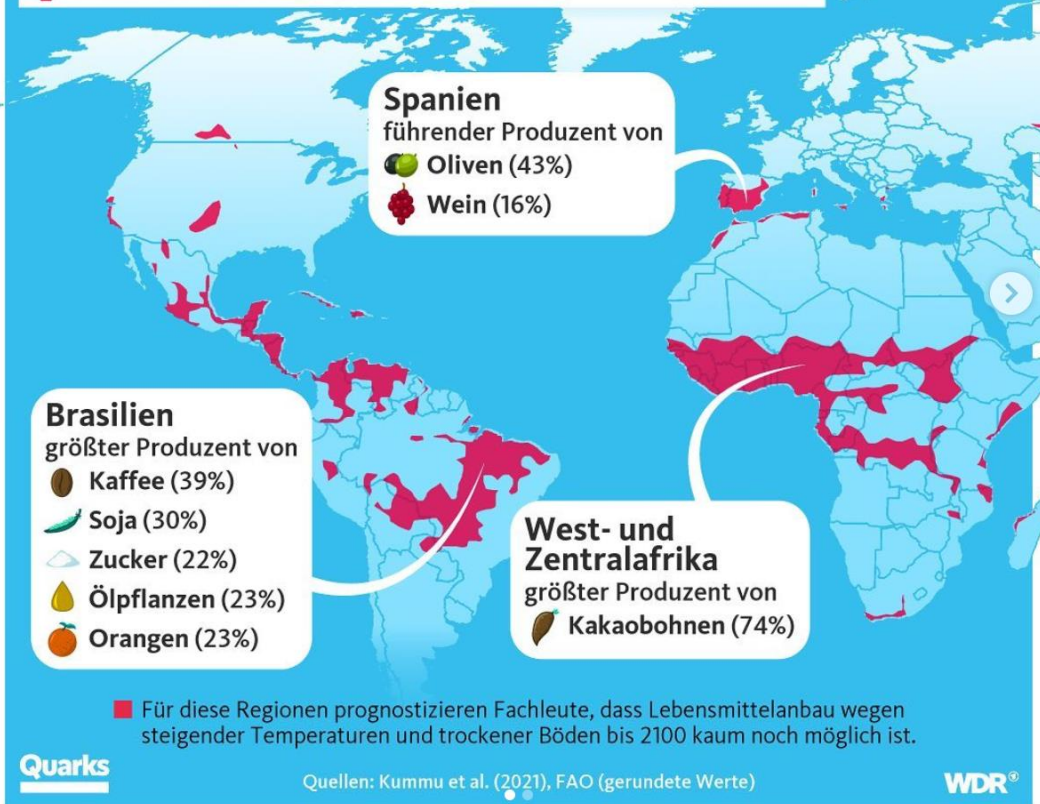 Spanien
führender Produzent von
Oliven (43%)
Wein (16%)
Brasilien
größter Produzent von
Kaffee (39%)
Soja (30%)
Zucker (22%)
Ölpflanzen (23%)
Orangen (23%)
West- und
Zentralafrika
größter Produzent von
Kakaobohnen (74%)
Für diese Regionen prognostizieren Fachleute, dass Lebensmittelanbau wegen
steigender Temperaturen und trockener Böden bis 2100 kaum noch möglich ist.
Quarks
Quellen: Kummu et al. (2021), FAO (gerundete Werte)
WDR